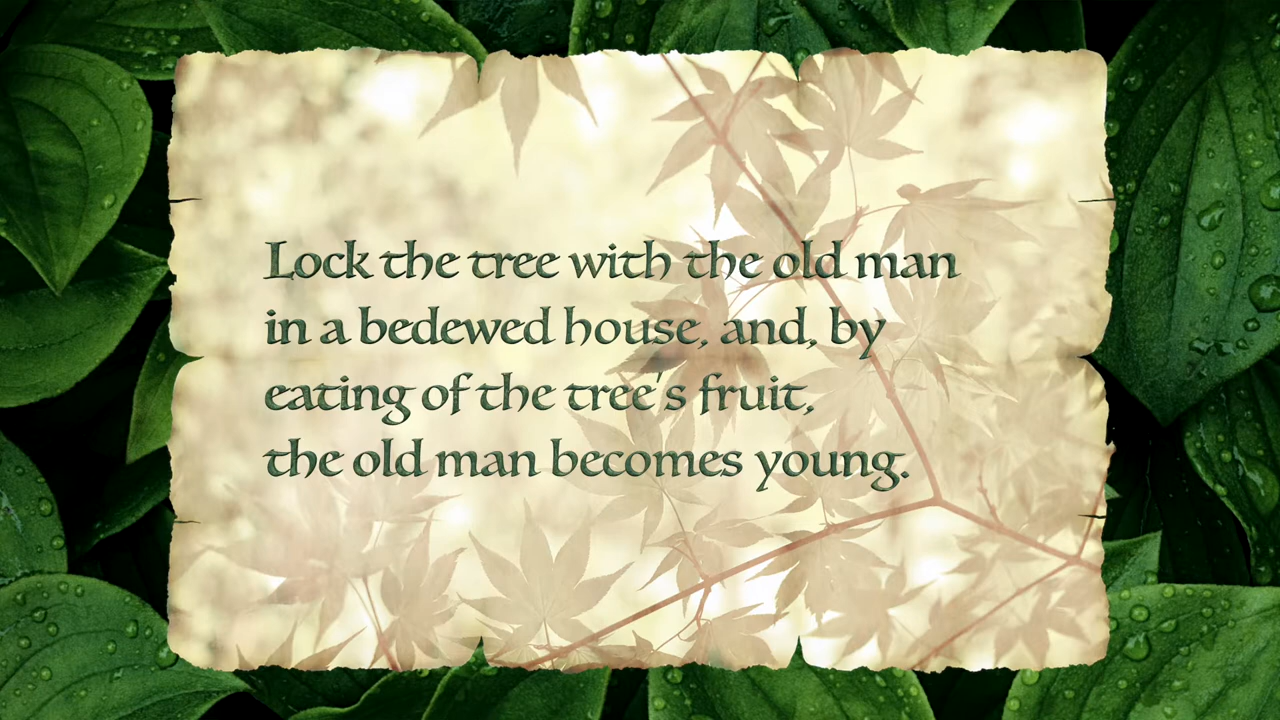 Lock the tree with the old man
in a bedewed house, and, by
eating of the tree's fruit,
the old man becomes young.